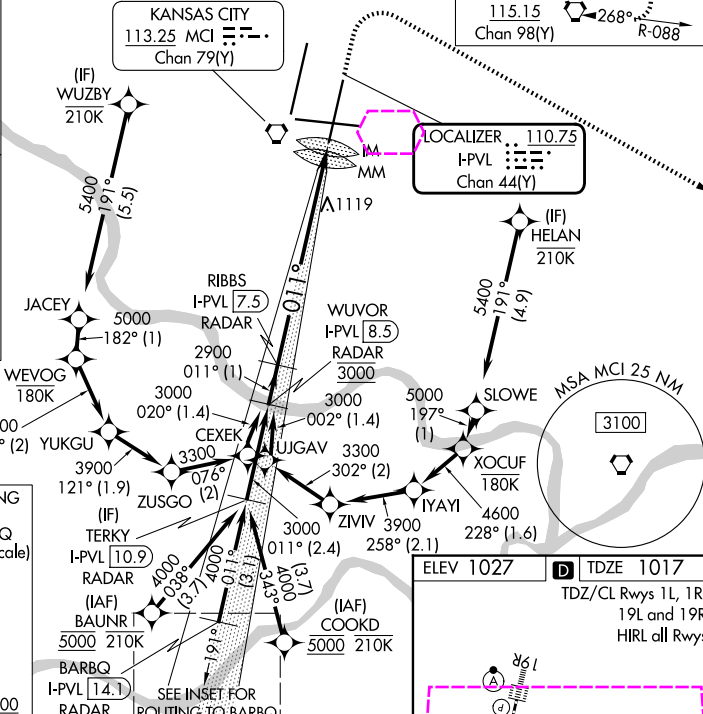 KANSAS CITY
113.25 MCI
Chan 79(Y)
115.15
Chan 98(Y)
268°
R-088
(IF)
WUZBY
210K
LOCALIZER 110.75
I-PVL
Chan 44(Y)
IM
MM
1119
5400
191°
(5.5)
(IF)
HELAN
210K
5400
191°
(4.9)
RIBBS
I-PVL 7.5
RADAR
011°
WUVOR
I-PVL 8.5
RADAR
3000
JACEY
5000
182° (1)
WEVOG
180K
2900
011° (1)
3000
020° (1.4)
3000
002° (1.4)
5000
197°
(1)
SLOWE
MSA MCI 25 NM
3100
00
° (2)
YUKGU
CEXEK
UJGAV
XOCUF
180K
3900
121° (1.9)
3300
076°
(2)
3300
302° (2)
ZUSGO
ZIVIV
IYAYI
4600
228° (1.6)
3900
258° (2.1)
3000
011° (2.4)
NG
Q
cale)
(IF)
TERKY
I-PVL 10.9
RADAR
4000
038°
(3.7)
4000
011°
(3.1)
4000
343°
(3.7)
(IAF)
BAUNR
5000 210K
(IAF)
COOKD
5000 210K
191°
BARBQ
I-PVL 14.1
RADAR
SEE INSET FOR
ROUTING TO BARBQ
00
ELEV 1027
D
TDZE 1017
TDZ/CL Rwys 1L, 1R
19L and 19R
HIRL all Rwys
19R
A
P